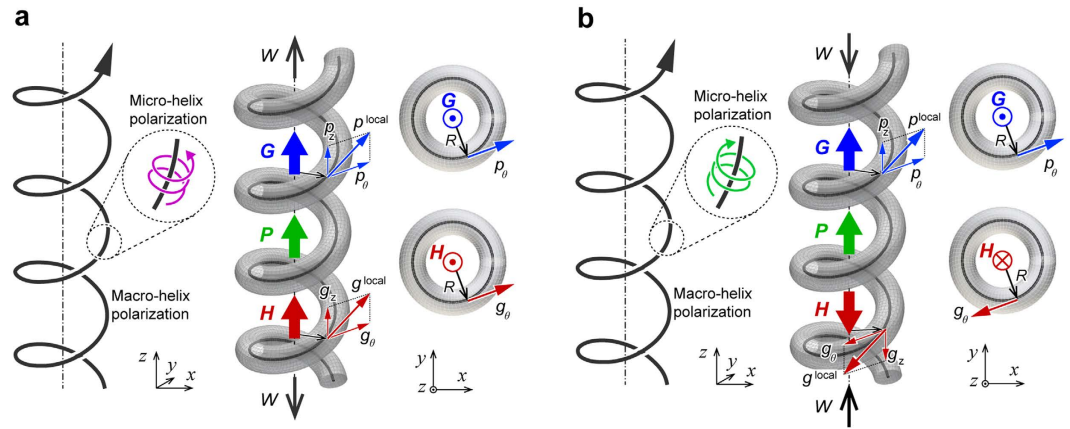 a
Micro-helix
polarization
Macro-helix
polarization
z
y
x
W
G
P
H
W
p_z
p^local
p_θ
g_z
g^local
g_θ
G
R
p_θ
H
R
g_θ
y
z
x
b
Micro-helix
polarization
Macro-helix
polarization
z
y
x
W
G
P
H
W
p_z
p^local
p_θ
g_θ
g_z
g^local
G
R
p_θ
H
R
g_θ
y
z
x